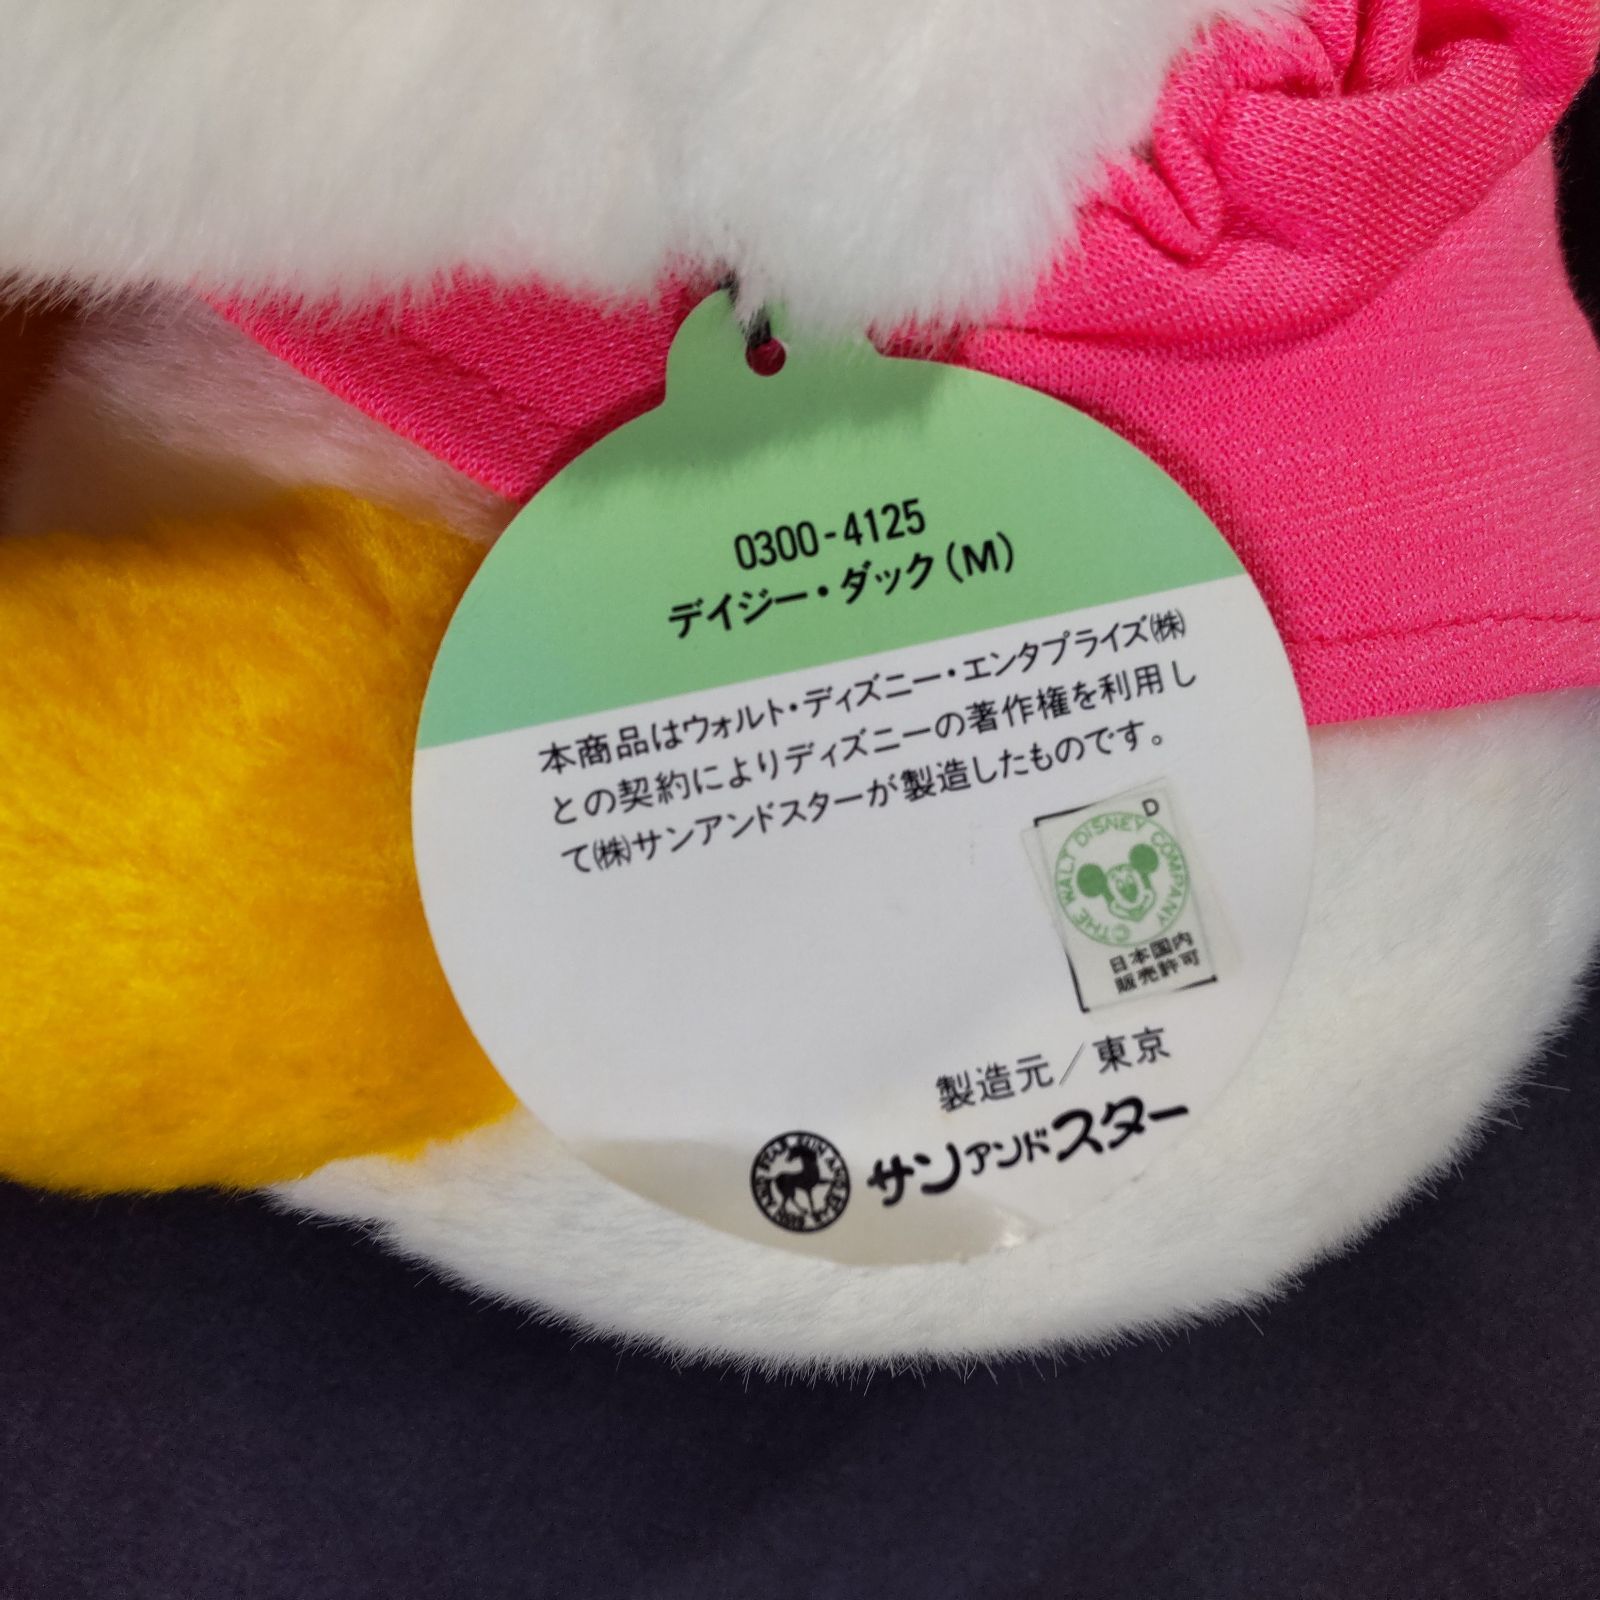 0300-4125
デイジー・ダック(M)
本商品はウォルト・ディズニー・エンタプライズ㈱
との契約によりディズニーの著作権を利用し
て㈱サンアンドスターが製造したものです。
D
©THE WALT DISNEY COMPANY
日本国内
販売許可
製造元/東京
サンアンドスター